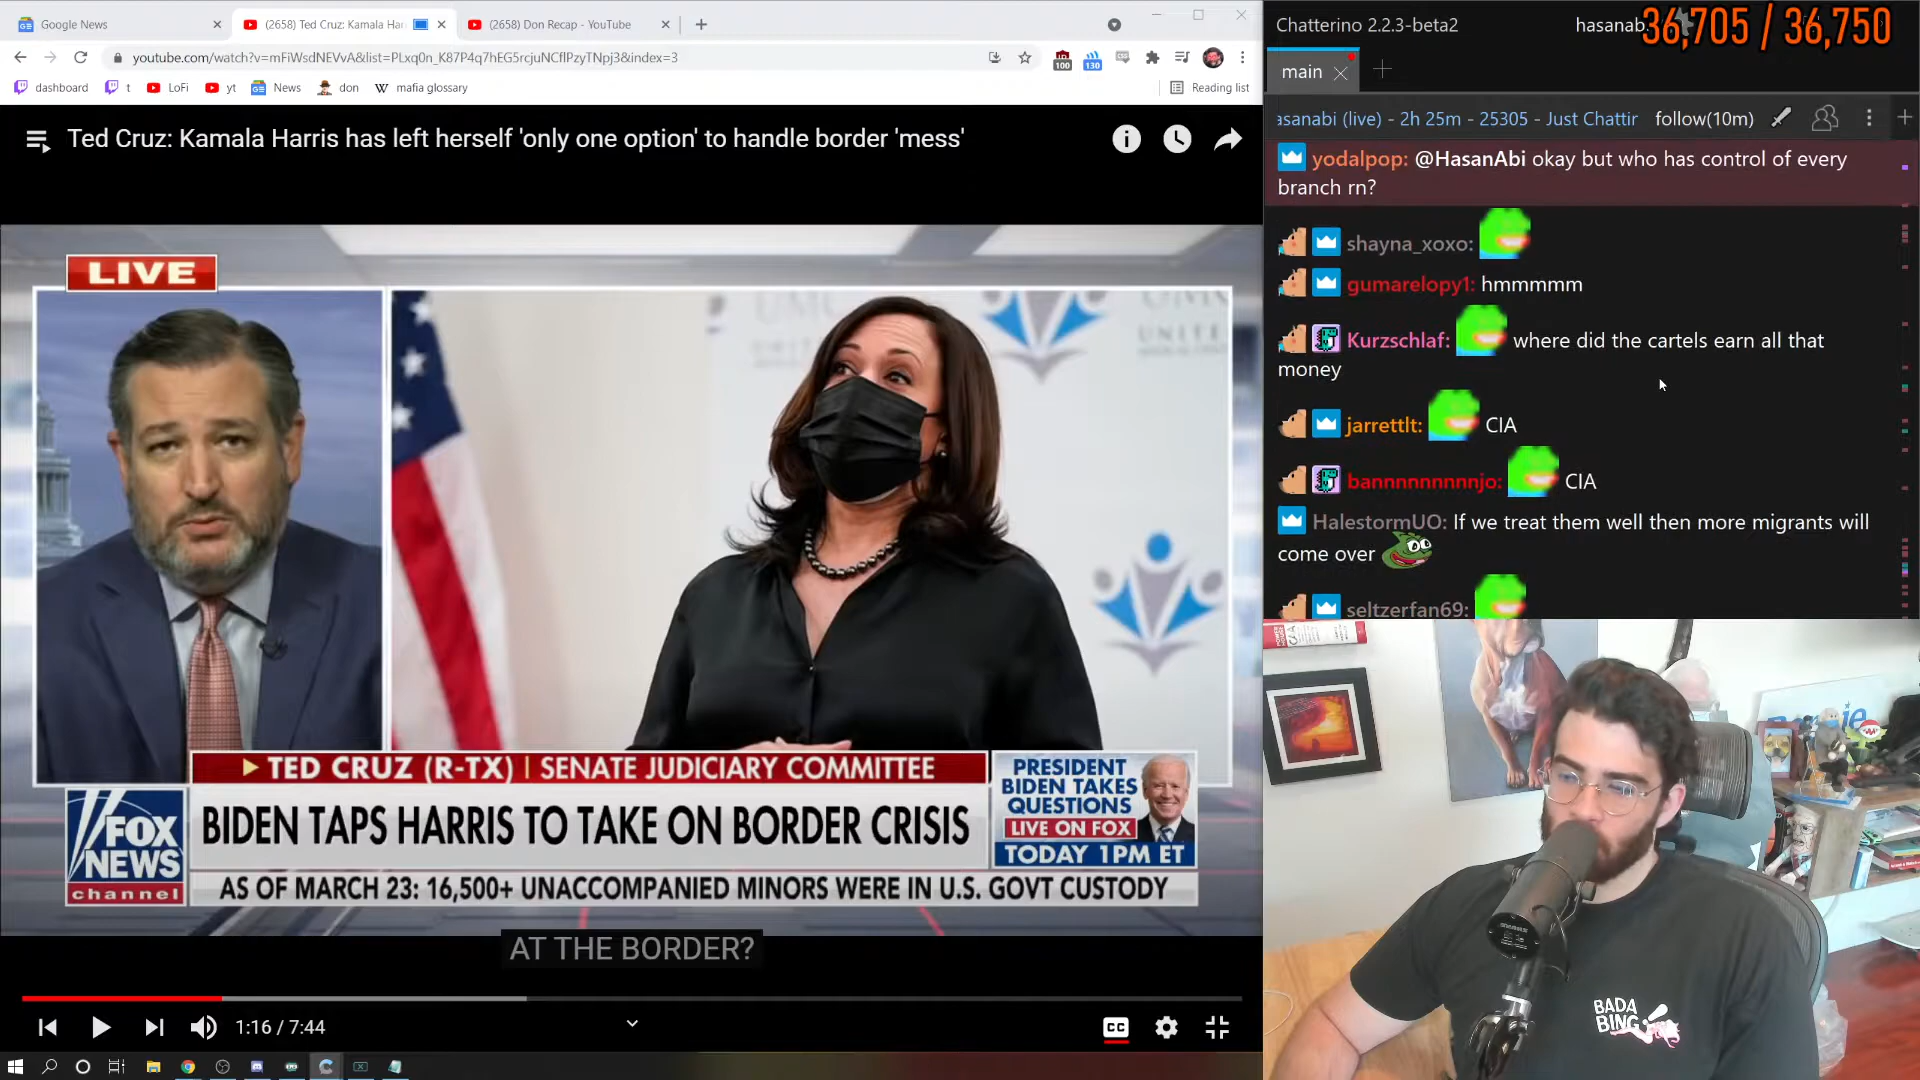 Google News
(2658) Ted Cruz: Kamala Har
(2658) Don Recap - YouTube
youtube.com/watch?v=mFiWsdNEVvA&list=PLxq0n_K87P4q7hEG5rcjuNCflPzyTNpj3&index=3
100
130
dashboard
t
LoFi
yt
News
don
W mafia glossary
Reading list
Ted Cruz: Kamala Harris has left herself 'only one option' to handle border 'mess'
LIVE
TED CRUZ (R-TX) | SENATE JUDICIARY COMMITTEE
BIDEN TAPS HARRIS TO TAKE ON BORDER CRISIS
AS OF MARCH 23: 16,500+ UNACCOMPANIED MINORS WERE IN U.S. GOVT CUSTODY
PRESIDENT
BIDEN TAKES
QUESTIONS
LIVE ON FOX
TODAY 1PM ET
FOX
NEWS
channel
AT THE BORDER?
1:16 / 7:44
CC
Chatterino 2.2.3-beta2
hasanab
36,705 / 36,750
main
asanabi (live) - 2h 25m - 25305 - Just Chattir
follow(10m)
yodalpop: @HasanAbi okay but who has control of every
branch rn?
shayna_xoxo:
gumarelopy1: hmmmmm
Kurzschlaf: where did the cartels earn all that
money
jarrettlt: CIA
bannnnnnnnnjo: CIA
HalestormUO: If we treat them well then more migrants will
come over
seltzerfan69:
BADA
BING